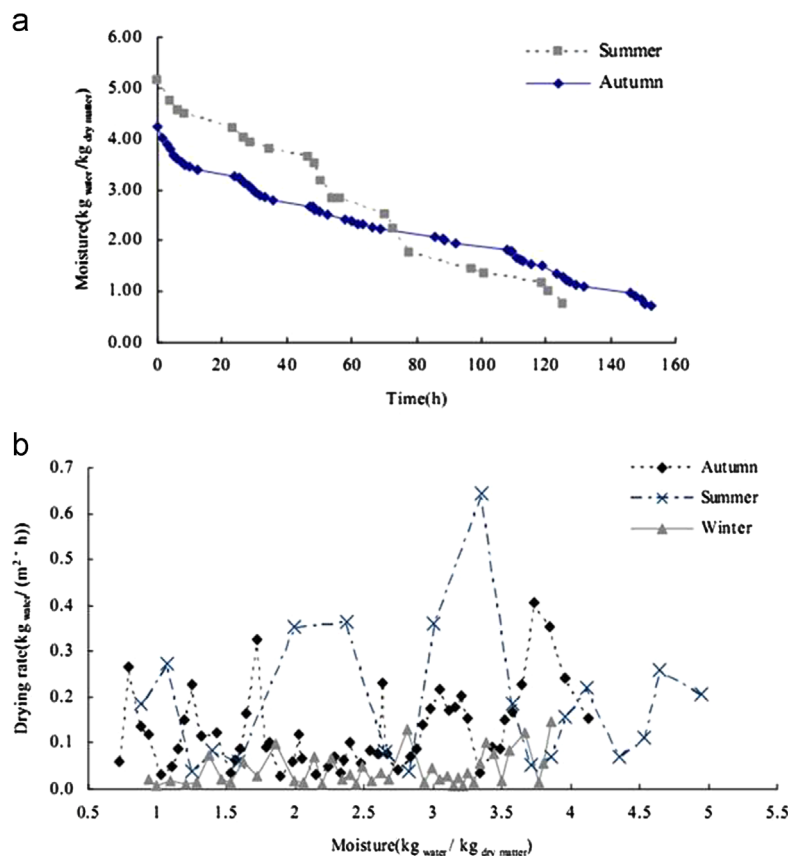 a
6.00
5.00
4.00
3.00
2.00
1.00
0.00
Moisture(kg water/kg dry matter)
Summer
Autumn
0 20 40 60 80 100 120 140 160
Time(h)
b
0.7
0.6
0.5
0.4
0.3
0.2
0.1
0.0
Drying rate(kg water/ (m² · h))
Autumn
Summer
Winter
0.5 1 1.5 2 2.5 3 3.5 4 4.5 5 5.5
Moisture(kg water/ kg dry matter)